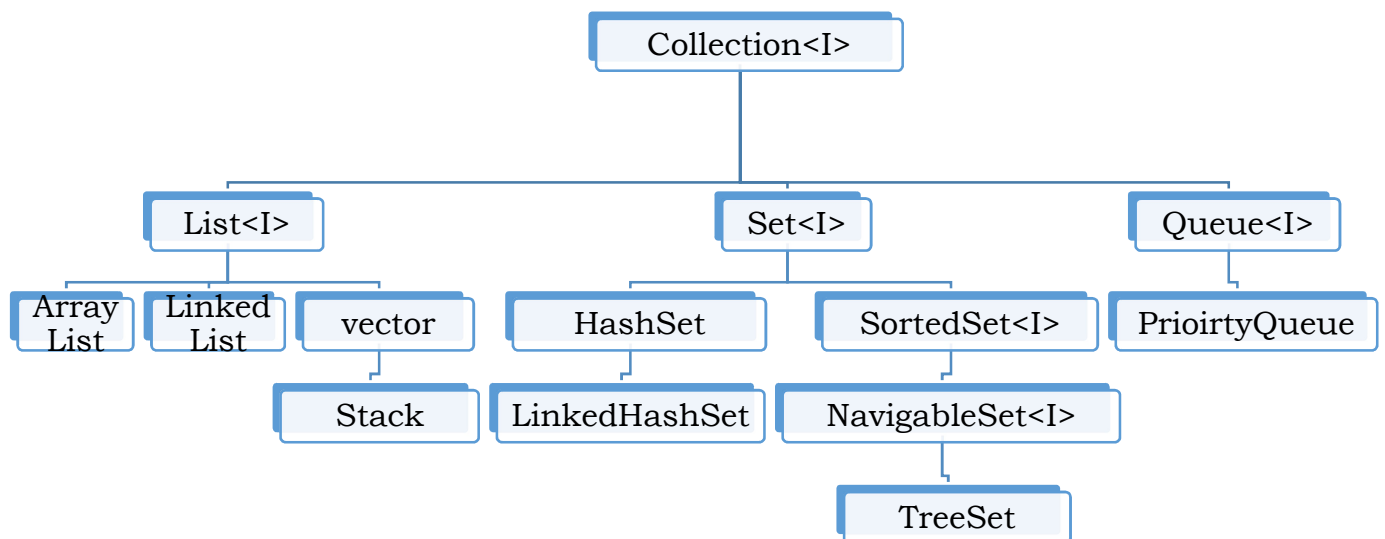 Collection<I>
List<I>
Set<I>
Queue<I>
Array
List
Linked
List
vector
HashSet
SortedSet<I>
PrioirtyQueue
Stack
LinkedHashSet
NavigableSet<I>
TreeSet